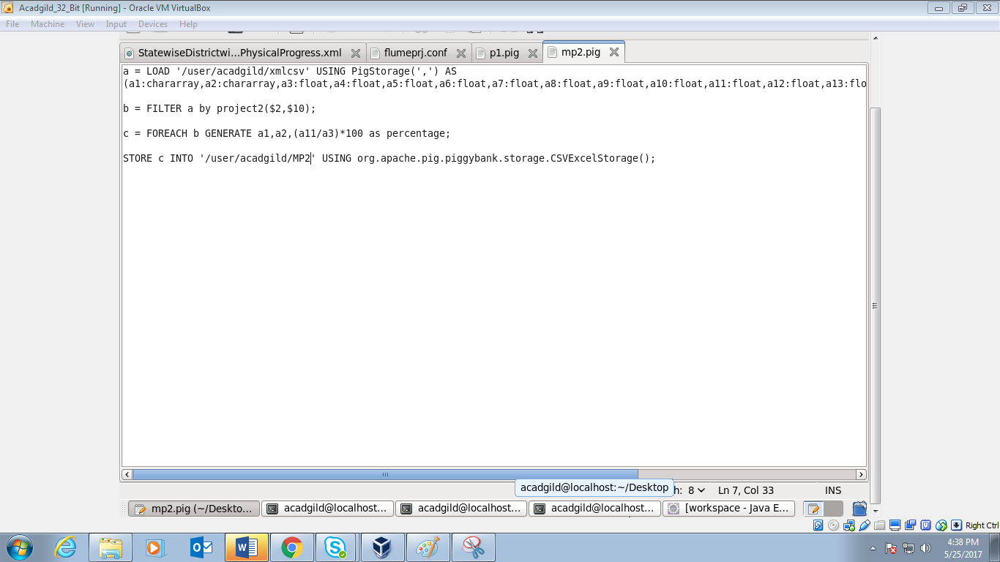 Acadgild_32_Bit [Running] - Oracle VM VirtualBox
File Machine View Input Devices Help
StatewiseDistrictwi...PhysicalProgress.xml flumeprj.conf p1.pig mp2.pig
a = LOAD '/user/acadgild/xmlcsv' USING PigStorage(',') AS
(a1:chararray,a2:chararray,a3:float,a4:float,a5:float,a6:float,a7:float,a8:float,a9:float,a10:float,a11:float,a12:float,a13:flo
b = FILTER a by project2($2,$10);
c = FOREACH b GENERATE a1,a2,(a11/a3)*100 as percentage;
STORE c INTO '/user/acadgild/MP2' USING org.apache.pig.piggybank.storage.CSVExcelStorage();
acadgild@localhost:~/Desktop h: 8 Ln 7, Col 33 INS
mp2.pig (~/Deskto... acadgild@localhost... acadgild@localhost... acadgild@localhost... [workspace - Java E...
Right Ctrl
4:38 PM
5/25/2017